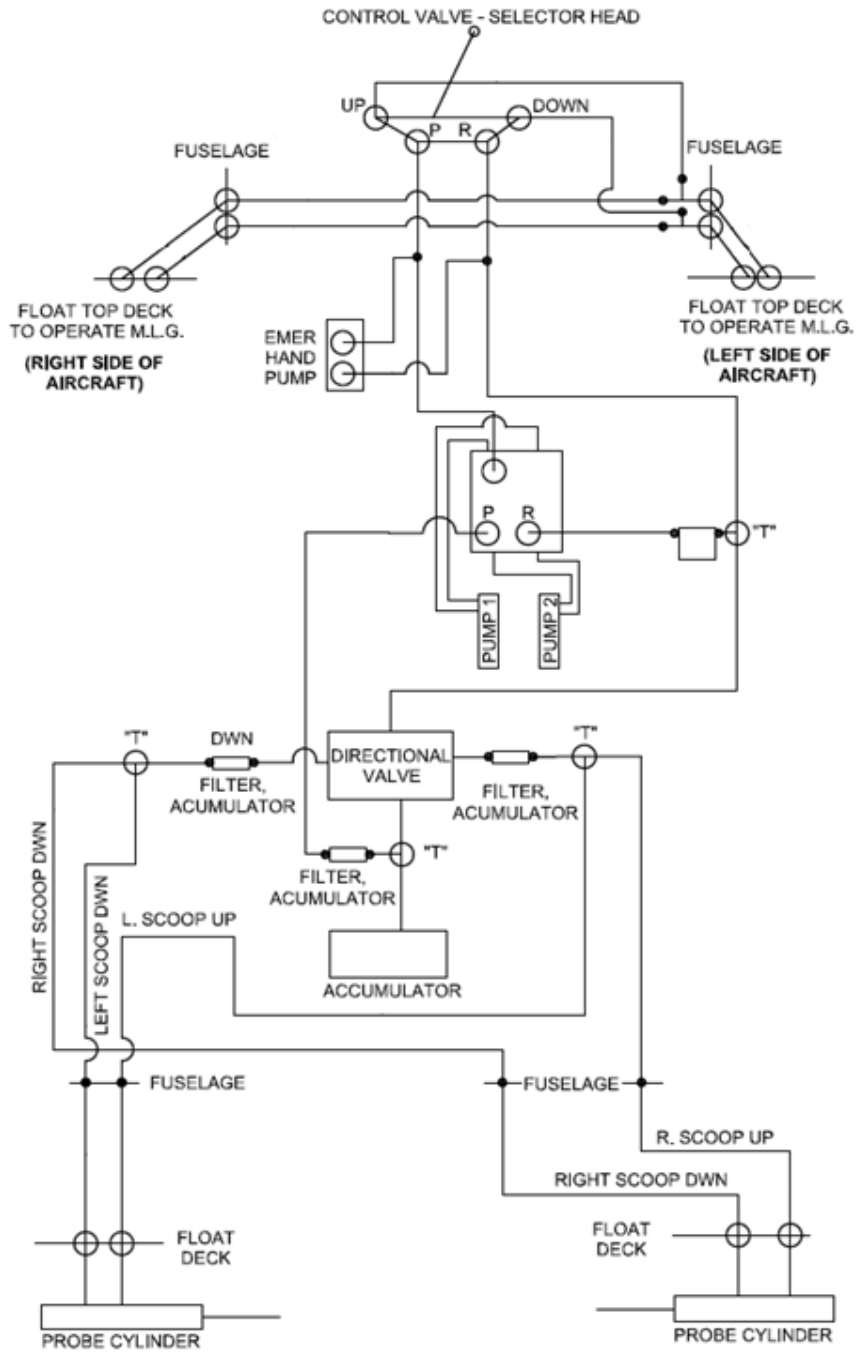 CONTROL VALVE - SELECTOR HEAD
UP
DOWN
P
R
FUSELAGE
FUSELAGE
FLOAT TOP DECK
TO OPERATE M.L.G.
(RIGHT SIDE OF
AIRCRAFT)
EMER
HAND
PUMP
FLOAT TOP DECK
TO OPERATE M.L.G.
(LEFT SIDE OF
AIRCRAFT)
P
R
"T"
PUMP 1
PUMP 2
"T"
DWN
FILTER,
ACUMULATOR
DIRECTIONAL
VALVE
"T"
FILTER,
ACUMULATOR
"T"
FILTER,
ACUMULATOR
RIGHT SCOOP DWN
LEFT SCOOP DWN
L. SCOOP UP
ACCUMULATOR
FUSELAGE
FUSELAGE
R. SCOOP UP
RIGHT SCOOP DWN
FLOAT
DECK
FLOAT
DECK
PROBE CYLINDER
PROBE CYLINDER